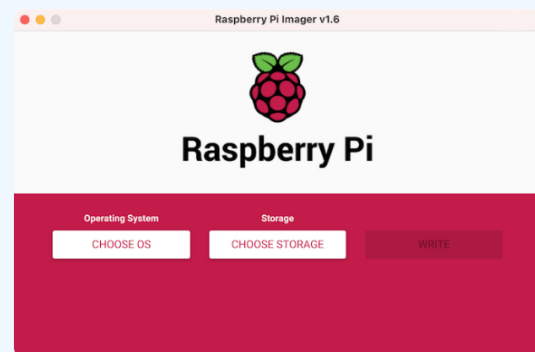 Raspberry Pi Imager v1.6
Raspberry Pi
Operating System
Storage
CHOOSE OS
CHOOSE STORAGE
WRITE